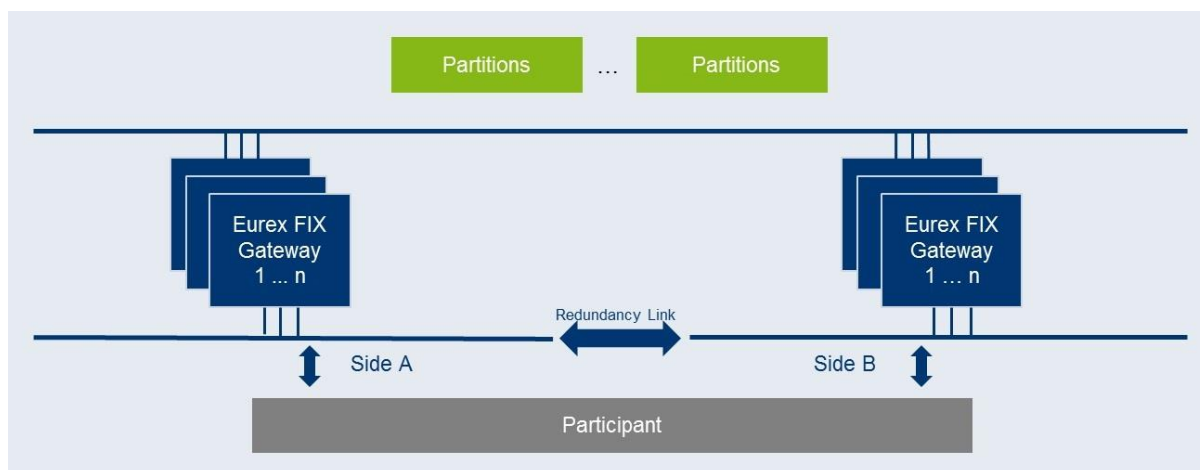 Partitions ... Partitions
Eurex FIX
Gateway
1 ... n
Eurex FIX
Gateway
1 ... n
Redundancy Link
Side A
Side B
Participant